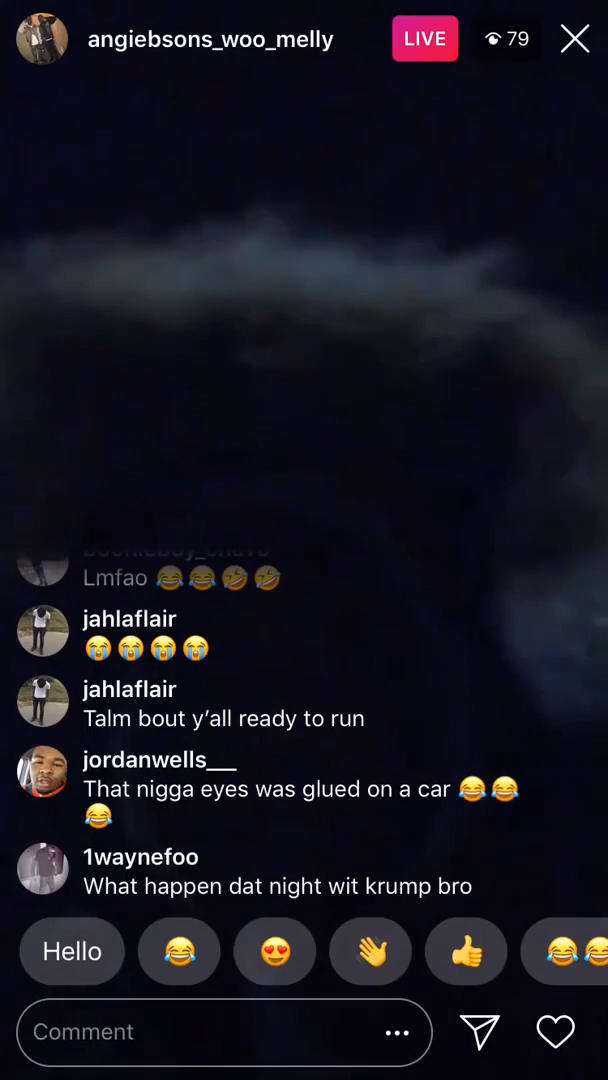 angiebsons_woo_melly
LIVE
79
Lmfao 😂😂🤣🤣
jahlaflair
😭😭😭😭
jahlaflair
Talm bout y’all ready to run
jordanwells___
That nigga eyes was glued on a car 😂😂
😂
1waynefoo
What happen dat night wit krump bro
Hello 😂 😍 👋 👍 😂😂
Comment